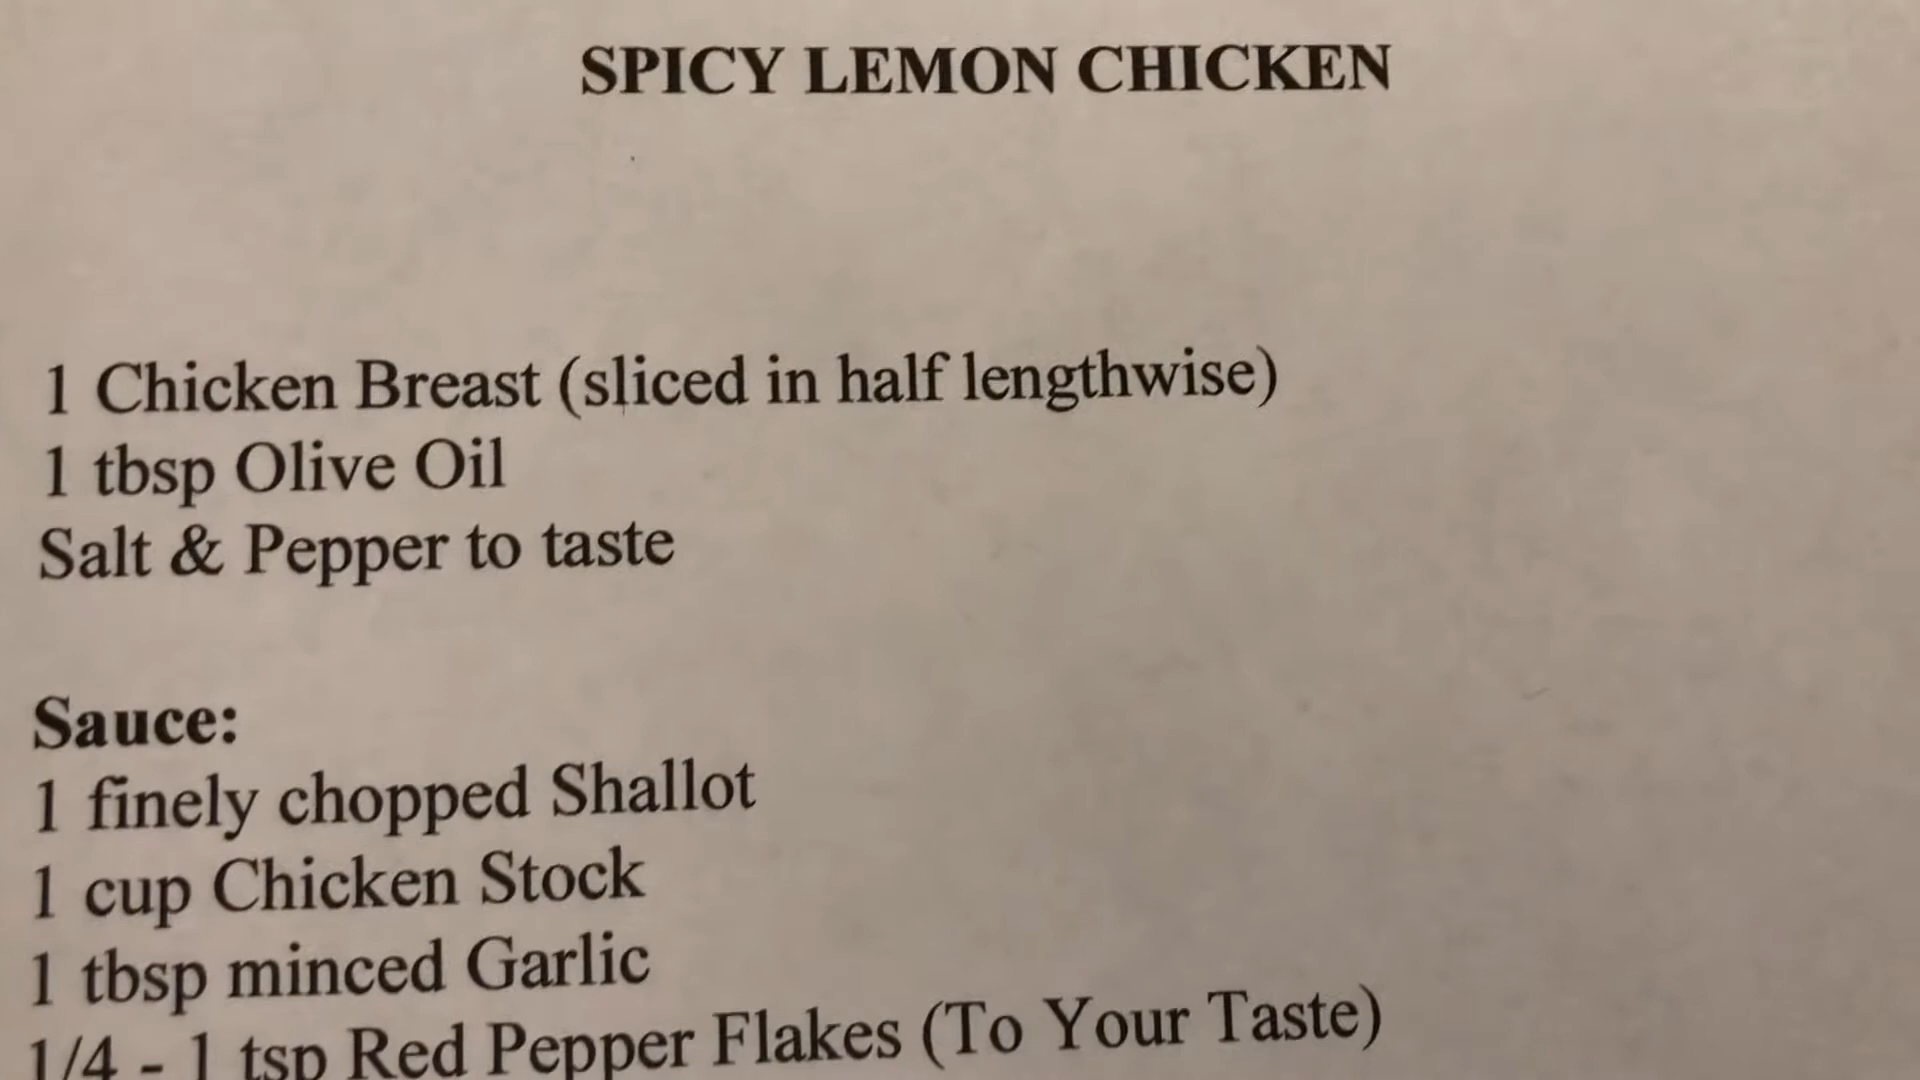 SPICY LEMON CHICKEN
1 Chicken Breast (sliced in half lengthwise)
1 tbsp Olive Oil
Salt & Pepper to taste
Sauce:
1 finely chopped Shallot
1 cup Chicken Stock
1 tbsp minced Garlic
1/4 - 1 tsp Red Pepper Flakes (To Your Taste)